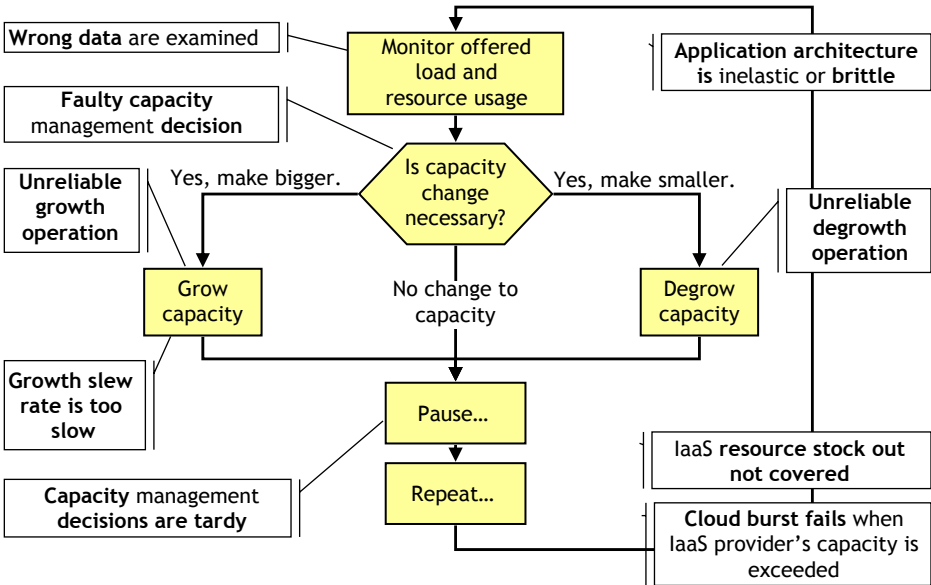 Wrong data are examined
Monitor offered
load and
resource usage
Application architecture
is inelastic or brittle
Faulty capacity
management decision
Is capacity
change
necessary?
Yes, make bigger.
Yes, make smaller.
Unreliable
growth
operation
Unreliable
degrowth
operation
Grow
capacity
No change to
capacity
Degrow
capacity
Growth slew
rate is too
slow
Pause…
IaaS resource stock out
not covered
Capacity management
decisions are tardy
Repeat…
Cloud burst fails when
IaaS provider’s capacity is
exceeded